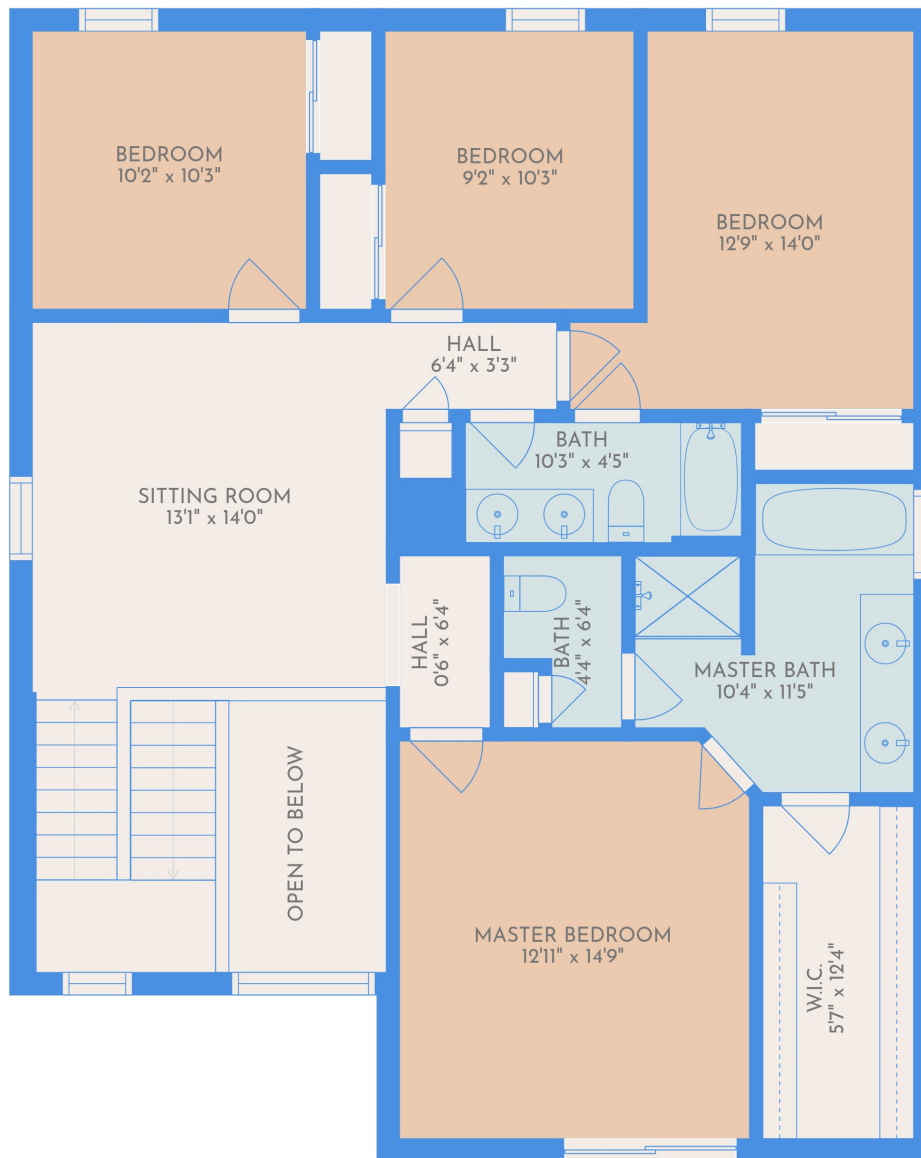 BEDROOM
10'2" x 10'3"
BEDROOM
9'2" x 10'3"
BEDROOM
12'9" x 14'0"
HALL
6'4" x 3'3"
BATH
10'3" x 4'5"
SITTING ROOM
13'1" x 14'0"
HALL
0'6" x 6'4"
BATH
4'4" x 6'4"
MASTER BATH
10'4" x 11'5"
OPEN TO BELOW
MASTER BEDROOM
12'11" x 14'9"
W.I.C.
5'7" x 12'4"